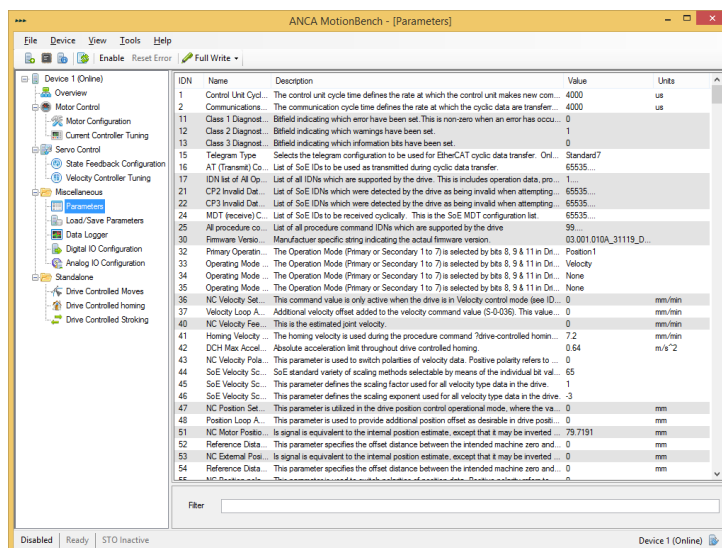 ANCA MotionBench - [Parameters]
File Device View Tools Help
Enable Reset Error Full Write
Device 1 (Online)
Overview
Motor Control
Motor Configuration
Current Controller Tuning
Servo Control
State Feedback Configuration
Velocity Controller Tuning
Miscellaneous
Parameters
Load/Save Parameters
Data Logger
Digital IO Configuration
Analog IO Configuration
Standalone
Drive Controlled Moves
Drive Controlled homing
Drive Controlled Stroking
IDN Name Description Value Units
1 Control Unit Cycl... The control unit cycle time defines the rate at which the control unit makes new com... 4000 us
2 Communications... The communication cycle time defines the rate at which the cyclic data are transferr... 4000 us
11 Class 1 Diagnost... Bitfield indicating which error have been set.This is non-zero when an error has occu... 0
12 Class 2 Diagnost... Bitfield indicating which warnings have been set. 1
13 Class 3 Diagnost... Bitfield indicating which information bits have been set. 0
15 Telegram Type Selects the telegram configuration to be used for EtherCAT cyclic data transfer. Onl... Standard7
16 AT (Transmit) Co... List of SoE IDs to be used as transmitted during cyclic data transfer. 65535....
17 IDN list of All Op... List of all IDNs which are supported by the drive. This includes operation data, pro... 1....
21 CP2 Invalid Dat... List of SoE IDNs which were detected by the drive as being invalid when attempting... 65535....
22 CP3 Invalid Dat... List of SoE IDNs which were detected by the drive as being invalid when attempting... 65535....
24 MDT (receive) C... List of SoE IDs to be received cyclically. This is the SoE MDT configuration list. 65535....
25 All procedure co... List of all procedure command IDNs which are supported by the drive 99....
30 Firmware Versio... Manufactuer specific string indicating the actaul firmware version. 03.001.010A_31119_D...
32 Primary Operatin... The Operation Mode (Primary or Secondary 1 to 7) is selected by bits 8, 9 & 11 in Dri... Position1
33 Operating Mode ... The Operation Mode (Primary or Secondary 1 to 7) is selected by bits 8, 9 & 11 in Dri... Velocity
34 Operating Mode ... The Operation Mode (Primary or Secondary 1 to 7) is selected by bits 8, 9 & 11 in Dri... None
35 Operating Mode ... The Operation Mode (Primary or Secondary 1 to 7) is selected by bits 8, 9 & 11 in Dri... None
36 NC Velocity Set... This command value is only active when the drive is in Velocity control mode (see ID... 0 mm/min
37 Velocity Loop A... Additional velocity offset added to the velocity command value (S-0-036). This value... 0 mm/min
40 NC Velocity Fee... This is the estimated joint velocity. 0 mm/min
41 Homing Velocity ... The homing velocity is used during the procedure command ?drive-controlled homin... 7.2 mm/min
42 DCH Max Accel... Absolute acceleration limit throughout drive controlled homing. 0.64 m/s^2
43 NC Velocity Pola... This parameter is used to switch polarities of velocity data. Positive polarity refers to ... 0
44 SoE Velocity Sc... SoE standard variety of scaling methods selectable by means of the individual bit val... 65
45 SoE Velocity Sc... This parameter defines the scaling factor used for all velocity type data in the drive. 1
46 SoE Velocity Sc... This parameter defines the scaling exponent used for all velocity type data in the drive. -3
47 NC Position Set... This parameter is utilized in the drive position control operational mode, where the va... 0 mm
48 Position Loop A... This parameter is used to provide additional position offset as desirable in drive positi... 0 mm
51 NC Motor Positio... Is signal is equivalent to the internal position estimate, except that it may be inverted ... 79.7191 mm
52 Reference Dista... This parameter specifies the offset distance between the intended machine zero and... 0 mm
53 NC External Posi... Is signal is equivalent to the internal position estimate, except that it may be inverted ... 0 mm
54 Reference Dista... This parameter specifies the offset distance between the intended machine zero and... 0 mm
Filter
Disabled Ready STO Inactive Device 1 (Online)